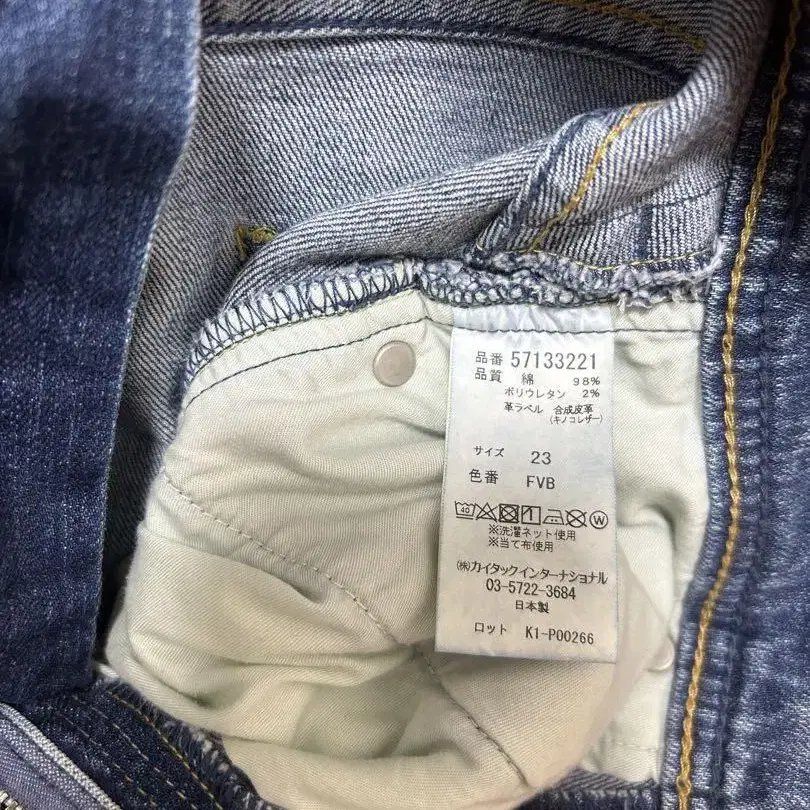 品番 57133221
品質 綿 98%
ポリウレタン 2%
革ラベル 合成皮革
(キノコレザー)
サイズ 23
色番 FVB
40 W
※洗濯ネット使用
※当て布使用
㈱カイタックインターナショナル
03-5722-3684
日本製
ロット K1-P00266